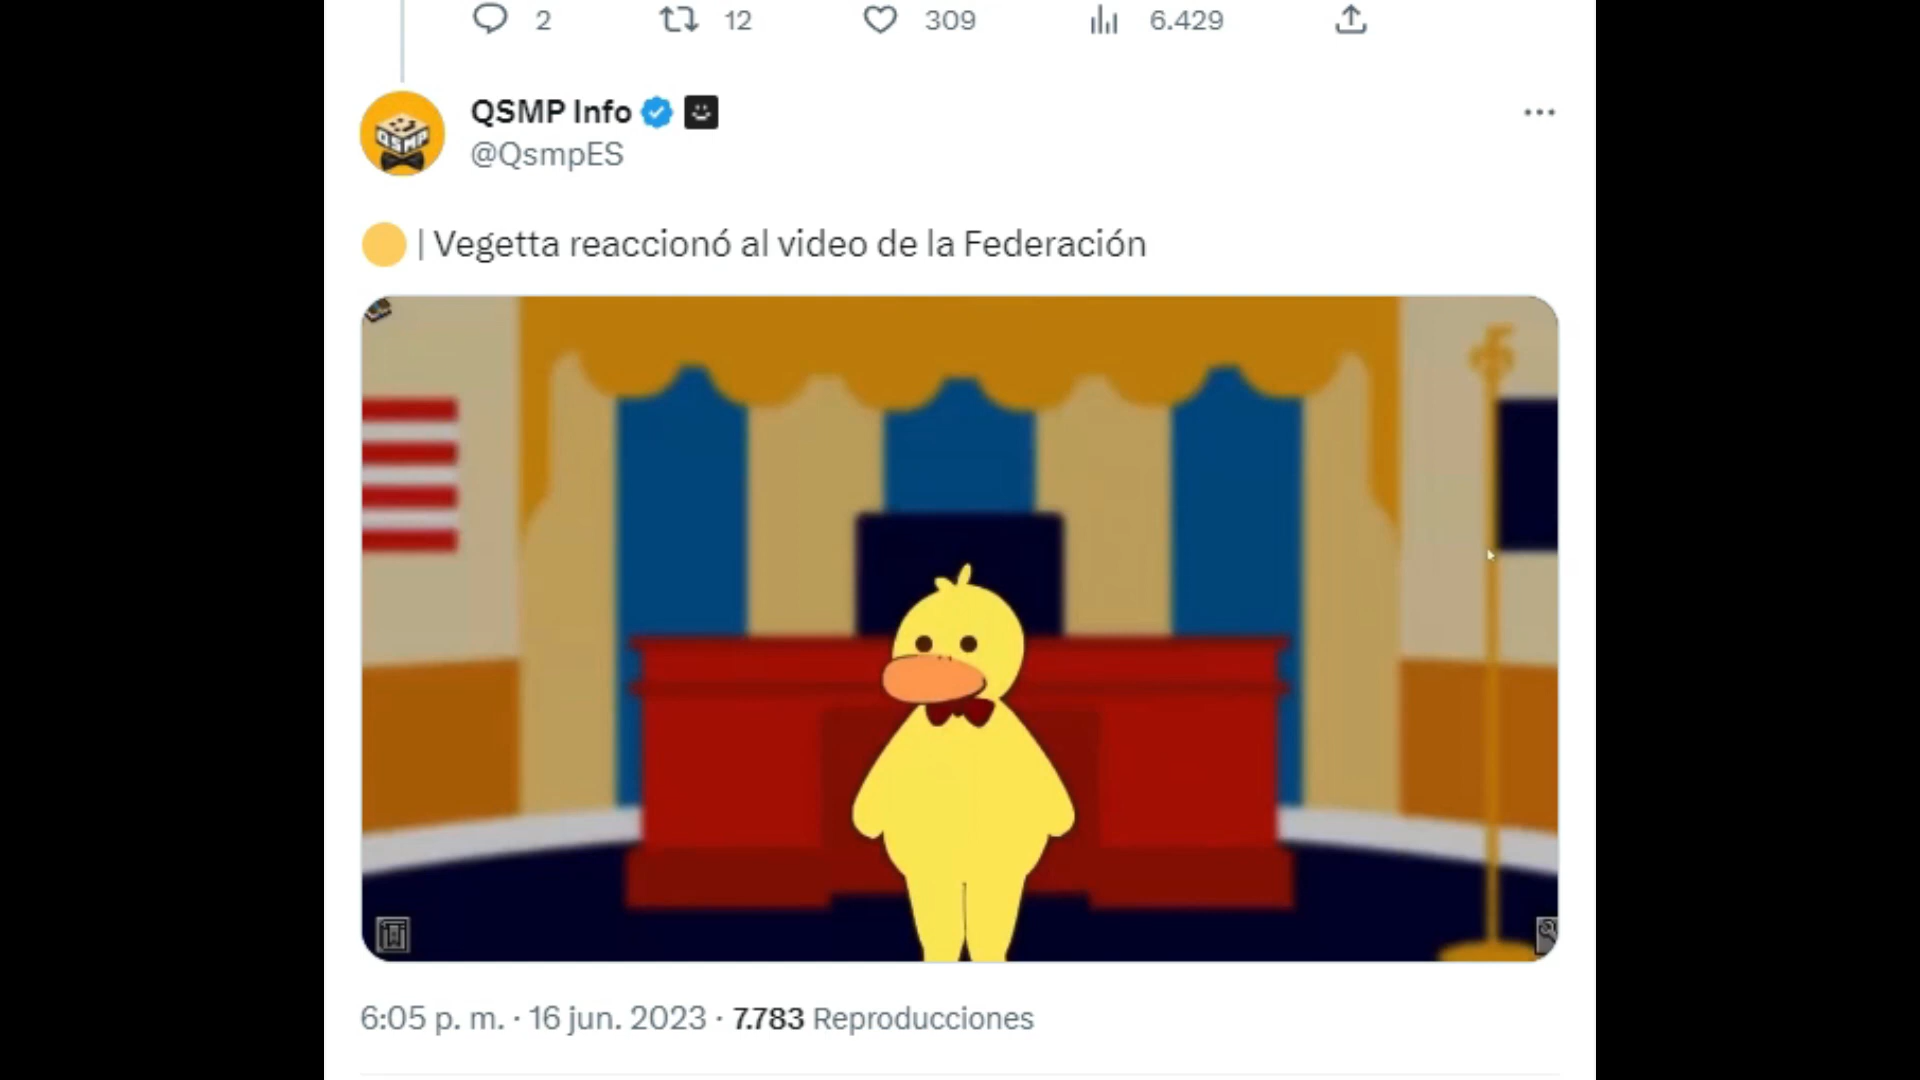 2 12 309 6.429
QSMP Info
@QsmpES
| Vegetta reaccionó al video de la Federación
6:05 p. m. · 16 jun. 2023 · 7.783 Reproducciones
QSMP